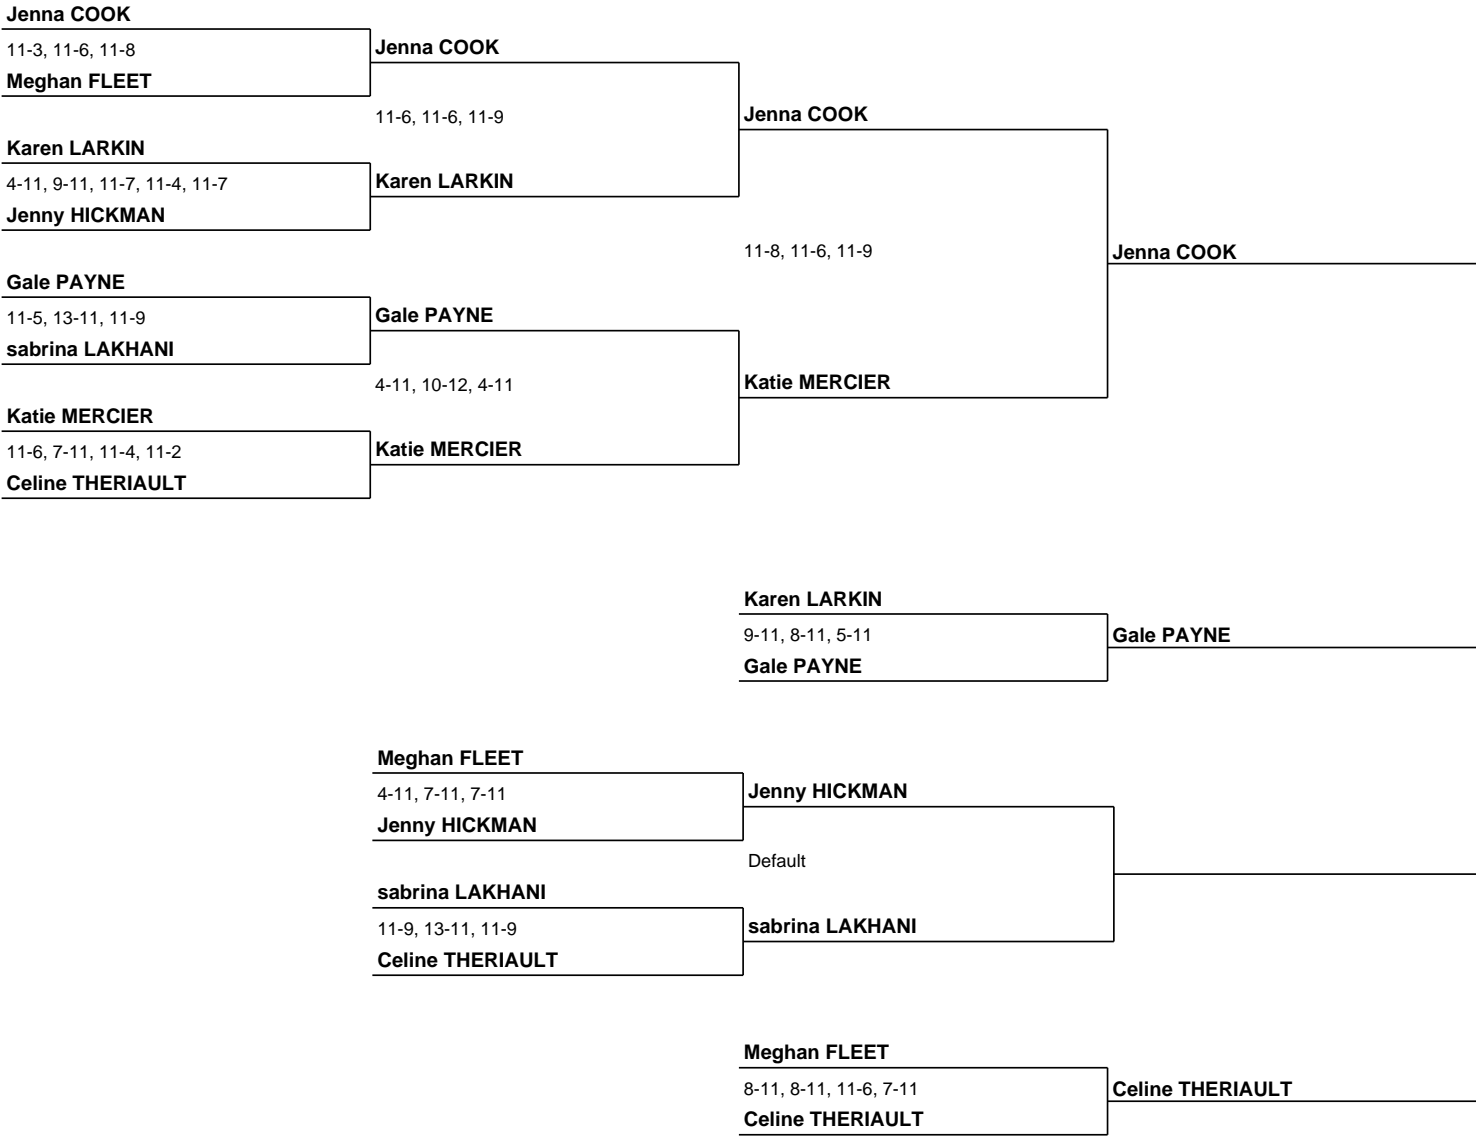 Jenna COOK
11-3, 11-6, 11-8
Meghan FLEET
Karen LARKIN
4-11, 9-11, 11-7, 11-4, 11-7
Jenny HICKMAN
Gale PAYNE
11-5, 13-11, 11-9
sabrina LAKHANI
Katie MERCIER
11-6, 7-11, 11-4, 11-2
Celine THERIAULT
Jenna COOK
11-6, 11-6, 11-9
Karen LARKIN
Gale PAYNE
4-11, 10-12, 4-11
Katie MERCIER
Jenna COOK
11-8, 11-6, 11-9
Katie MERCIER
Jenna COOK
Karen LARKIN
9-11, 8-11, 5-11
Gale PAYNE
Gale PAYNE
Meghan FLEET
4-11, 7-11, 7-11
Jenny HICKMAN
sabrina LAKHANI
11-9, 13-11, 11-9
Celine THERIAULT
Jenny HICKMAN
Default
sabrina LAKHANI
Meghan FLEET
8-11, 8-11, 11-6, 7-11
Celine THERIAULT
Celine THERIAULT